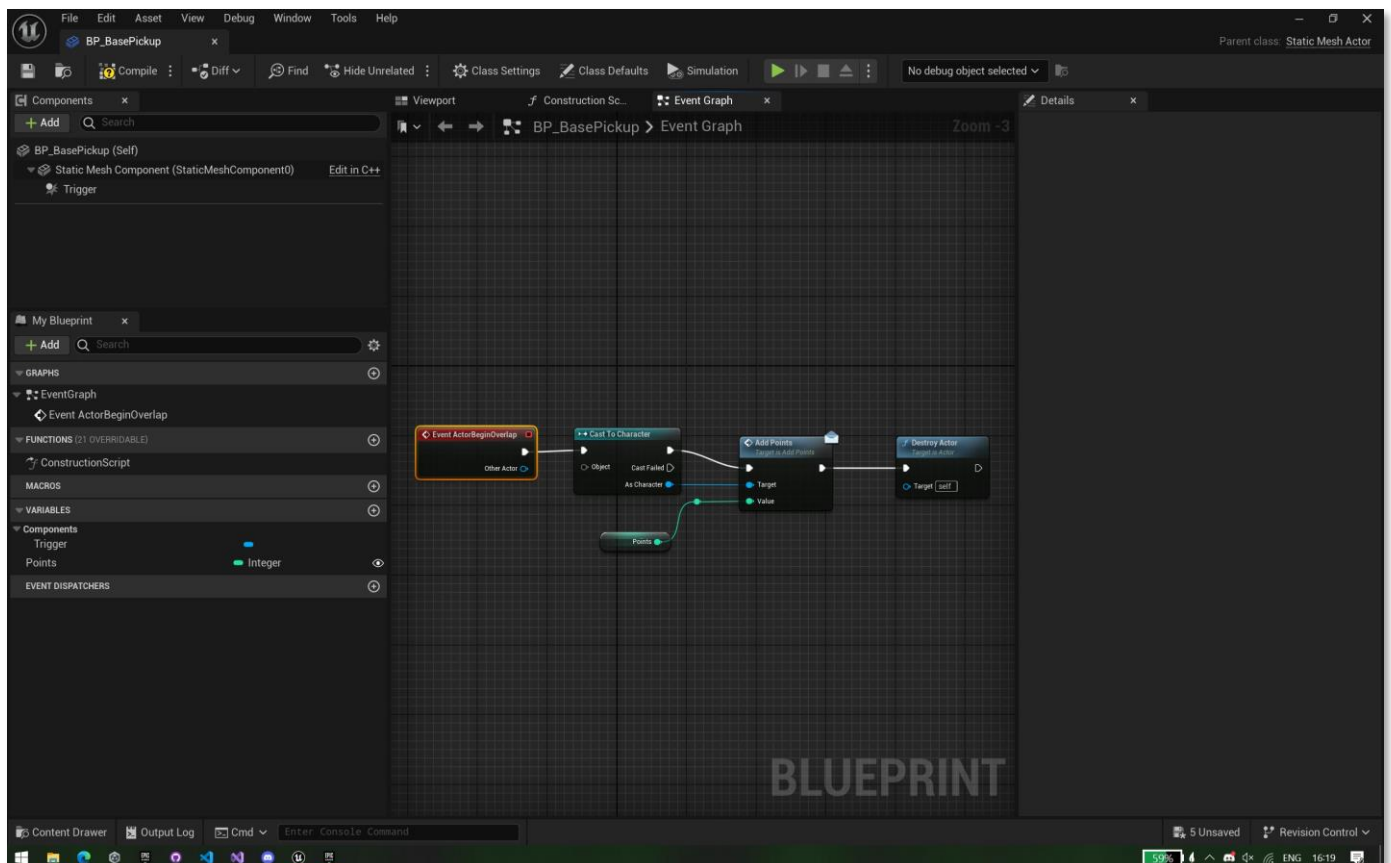 File Edit Asset View Debug Window Tools Help
BP_BasePickup
Parent class: Static Mesh Actor
Compile Diff Find Hide Unrelated Class Settings Class Defaults Simulation No debug object selected
Components
Viewport Construction Sc... Event Graph
Details
+ Add Search
BP_BasePickup > Event Graph
Zoom -3
BP_BasePickup (Self)
Static Mesh Component (StaticMeshComponent0) Edit in C++
Trigger
My Blueprint
+ Add Search
GRAPHS
EventGraph
Event ActorBeginOverlap
FUNCTIONS (21 OVERRIDABLE)
ConstructionScript
MACROS
VARIABLES
Components
Trigger
Points Integer
EVENT DISPATCHERS
Event ActorBeginOverlap
Other Actor
Cast To Character
Object Cast Failed
As Character
Points
Add Points
Target is Add Points
Target
Value
Destroy Actor
Target is Actor
Target self
BLUEPRINT
Content Drawer Output Log Cmd Enter Console Command
5 Unsaved Revision Control
59% ENG 16:19